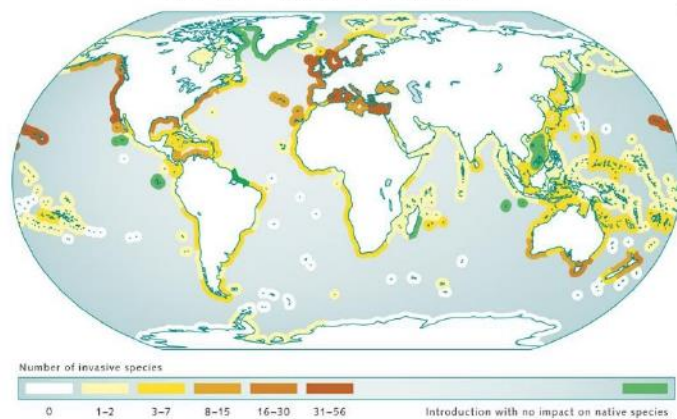 Number of invasive species
0 1–2 3–7 8–15 16–30 31–56 Introduction with no impact on native species